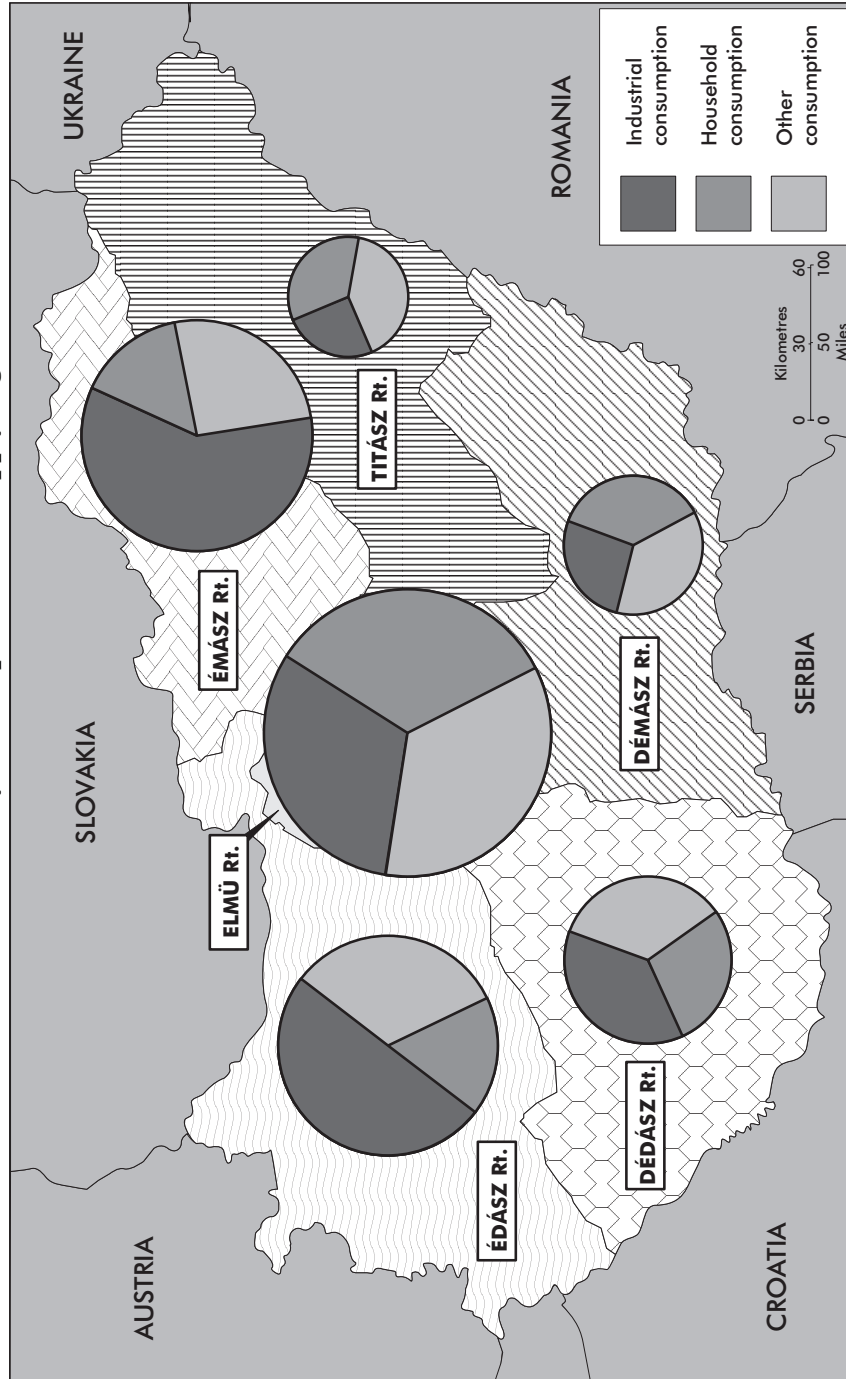 AUSTRIA
SLOVAKIA
UKRAINE
ELMÜ Rt.
ÉMÁSZ Rt.
TITÁSZ Rt.
ÉDÁSZ Rt.
ROMANIA
DÉDÁSZ Rt.
DÉMÁSZ Rt.
CROATIA
SERBIA
Kilometres
0 30 60
0 50 100
Miles
Industrial
consumption
Household
consumption
Other
consumption